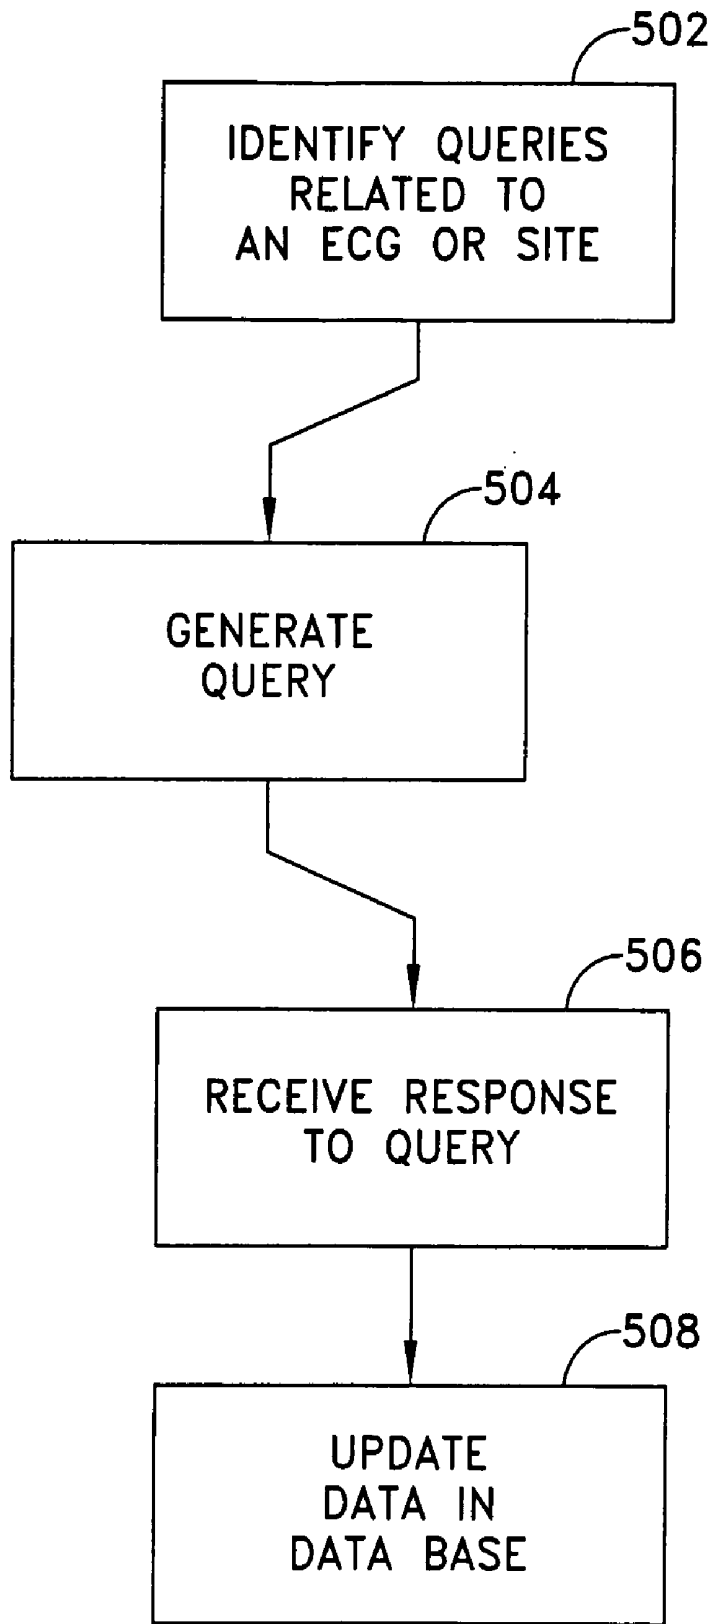 502
IDENTIFY QUERIES
RELATED TO
AN ECG OR SITE
504
GENERATE
QUERY
506
RECEIVE RESPONSE
TO QUERY
508
UPDATE
DATA IN
DATA BASE